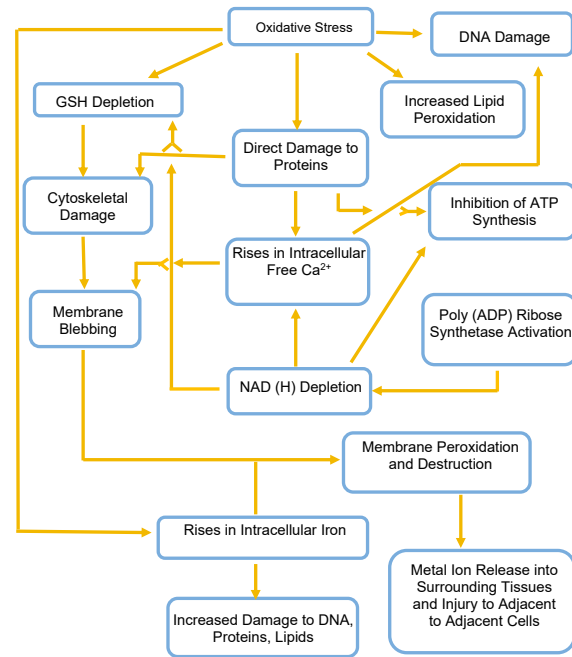 Oxidative Stress
DNA Damage
GSH Depletion
Increased Lipid
Peroxidation
Direct Damage to
Proteins
Cytoskeletal
Damage
Inhibition of ATP
Synthesis
Rises in Intracellular
Free Ca²⁺
Membrane
Blebbing
Poly (ADP) Ribose
Synthetase Activation
NAD (H) Depletion
Membrane Peroxidation
and Destruction
Rises in Intracellular Iron
Metal Ion Release into
Surrounding Tissues
and Injury to Adjacent
to Adjacent Cells
Increased Damage to DNA,
Proteins, Lipids